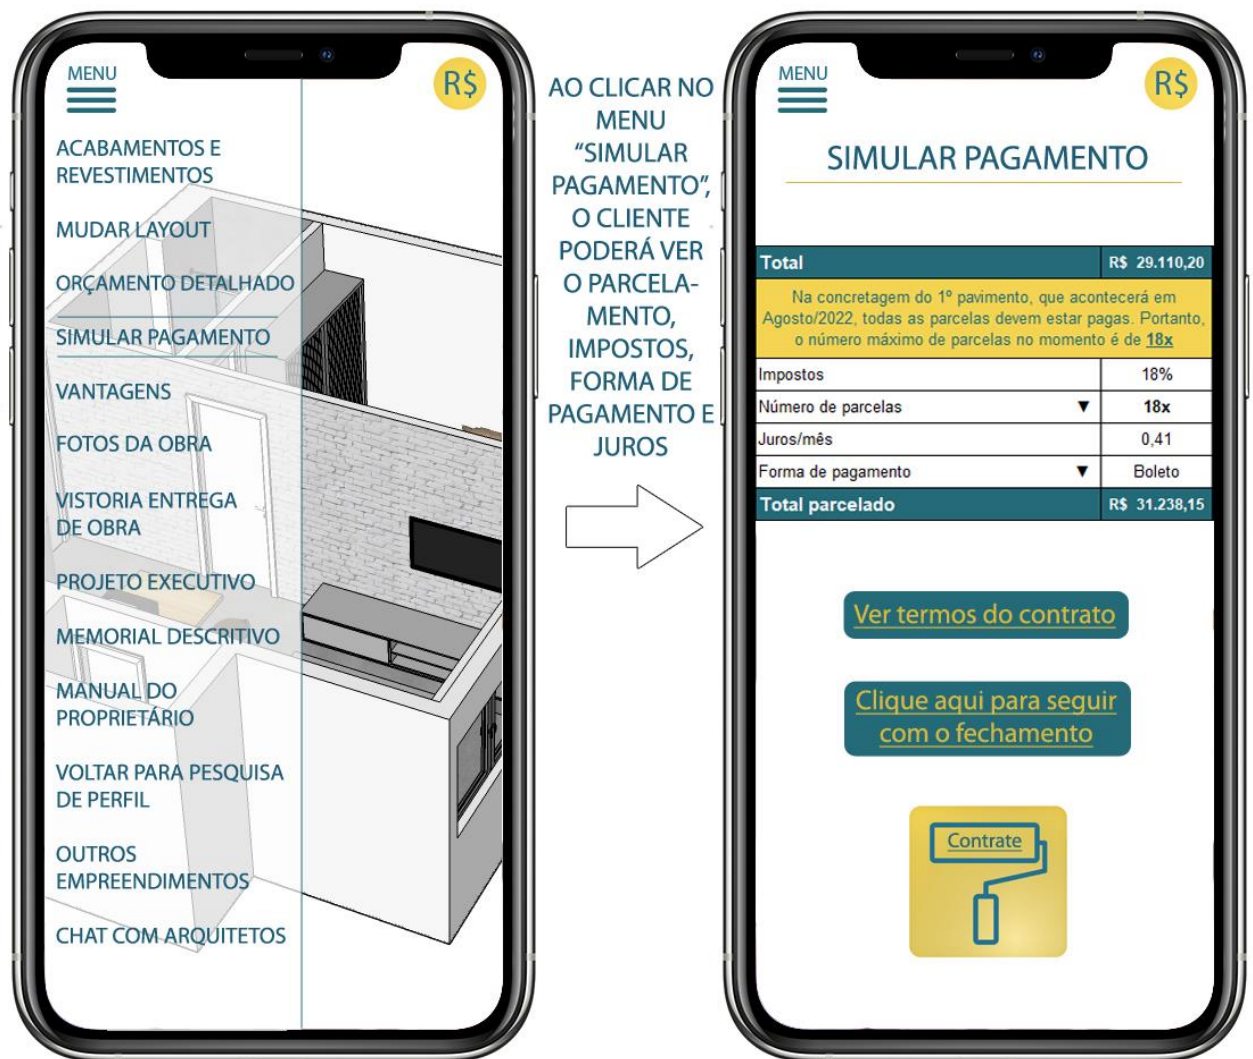 MENU
R$
ACABAMENTOS E
REVESTIMENTOS
MUDAR LAYOUT
ORÇAMENTO DETALHADO
SIMULAR PAGAMENTO
VANTAGENS
FOTOS DA OBRA
VISTORIA ENTREGA
DE OBRA
PROJETO EXECUTIVO
MEMORIAL DESCRITIVO
MANUAL DO
PROPRIETÁRIO
VOLTAR PARA PESQUISA
DE PERFIL
OUTROS
EMPREENDIMENTOS
CHAT COM ARQUITETOS
AO CLICAR NO
MENU
“SIMULAR
PAGAMENTO”,
O CLIENTE
PODERÁ VER
O PARCELA-
MENTO,
IMPOSTOS,
FORMA DE
PAGAMENTO E
JUROS
MENU
R$
SIMULAR PAGAMENTO
Total R$ 29.110,20
Na concretagem do 1º pavimento, que acontecerá em
Agosto/2022, todas as parcelas devem estar pagas. Portanto,
o número máximo de parcelas no momento é de 18x
Impostos 18%
Número de parcelas ▼ 18x
Juros/mês 0,41
Forma de pagamento ▼ Boleto
Total parcelado R$ 31.238,15
Ver termos do contrato
Clique aqui para seguir
com o fechamento
Contrate